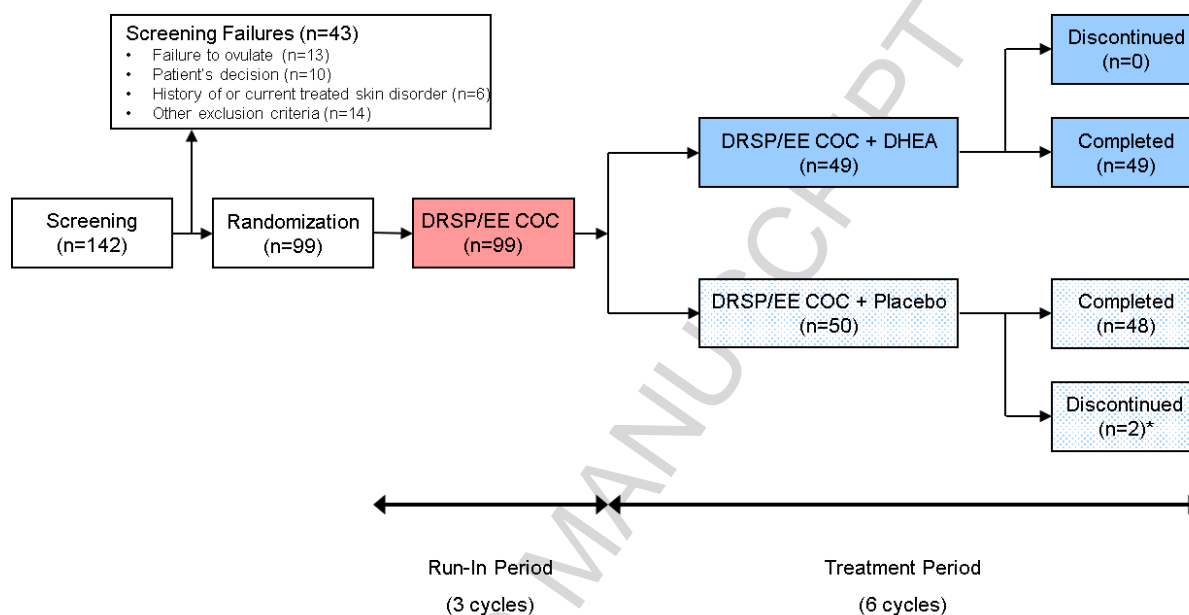 Screening Failures (n=43)
• Failure to ovulate (n=13)
• Patient's decision (n=10)
• History of or current treated skin disorder (n=6)
• Other exclusion criteria (n=14)
Screening
(n=142)
Randomization
(n=99)
DRSP/EE COC
(n=99)
DRSP/EE COC + DHEA
(n=49)
Discontinued
(n=0)
Completed
(n=49)
DRSP/EE COC + Placebo
(n=50)
Completed
(n=48)
Discontinued
(n=2)*
Run-In Period
(3 cycles)
Treatment Period
(6 cycles)
MANUSCRIPT